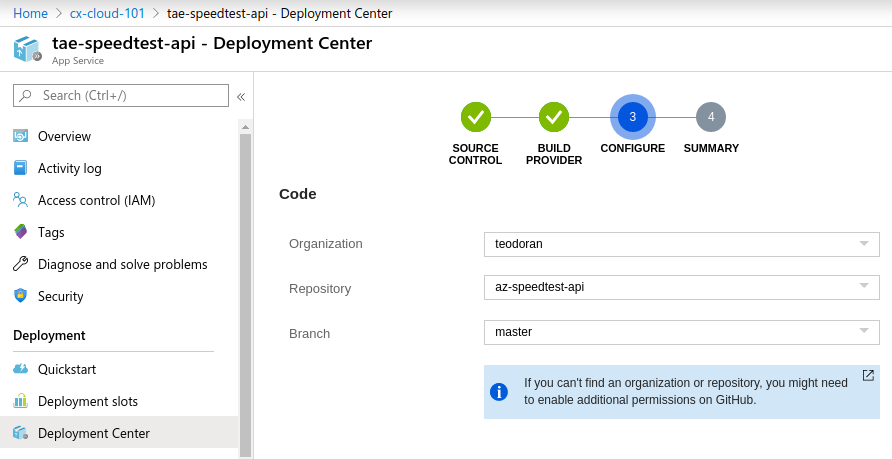 Home > cx-cloud-101 > tae-speedtest-api - Deployment Center
tae-speedtest-api - Deployment Center
App Service
Search (Ctrl+/)
«
Overview
Activity log
Access control (IAM)
Tags
Diagnose and solve problems
Security
Deployment
Quickstart
Deployment slots
Deployment Center
3
4
SOURCE
CONTROL
BUILD
PROVIDER
CONFIGURE
SUMMARY
Code
Organization
teodoran
Repository
az-speedtest-api
Branch
master
If you can't find an organization or repository, you might need
to enable additional permissions on GitHub.